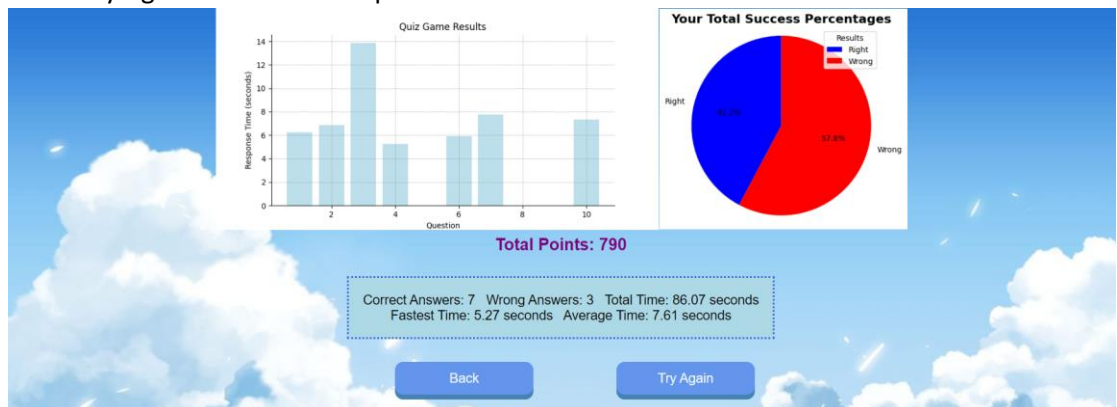 Quiz Game Results
14
12
10
8
6
4
2
0
Response Time (seconds)
2
4
6
8
10
Question
Your Total Success Percentages
Results
Right
Wrong
Right
57.8%
Wrong
Total Points: 790
Correct Answers: 7 Wrong Answers: 3 Total Time: 86.07 seconds
Fastest Time: 5.27 seconds Average Time: 7.61 seconds
Back
Try Again